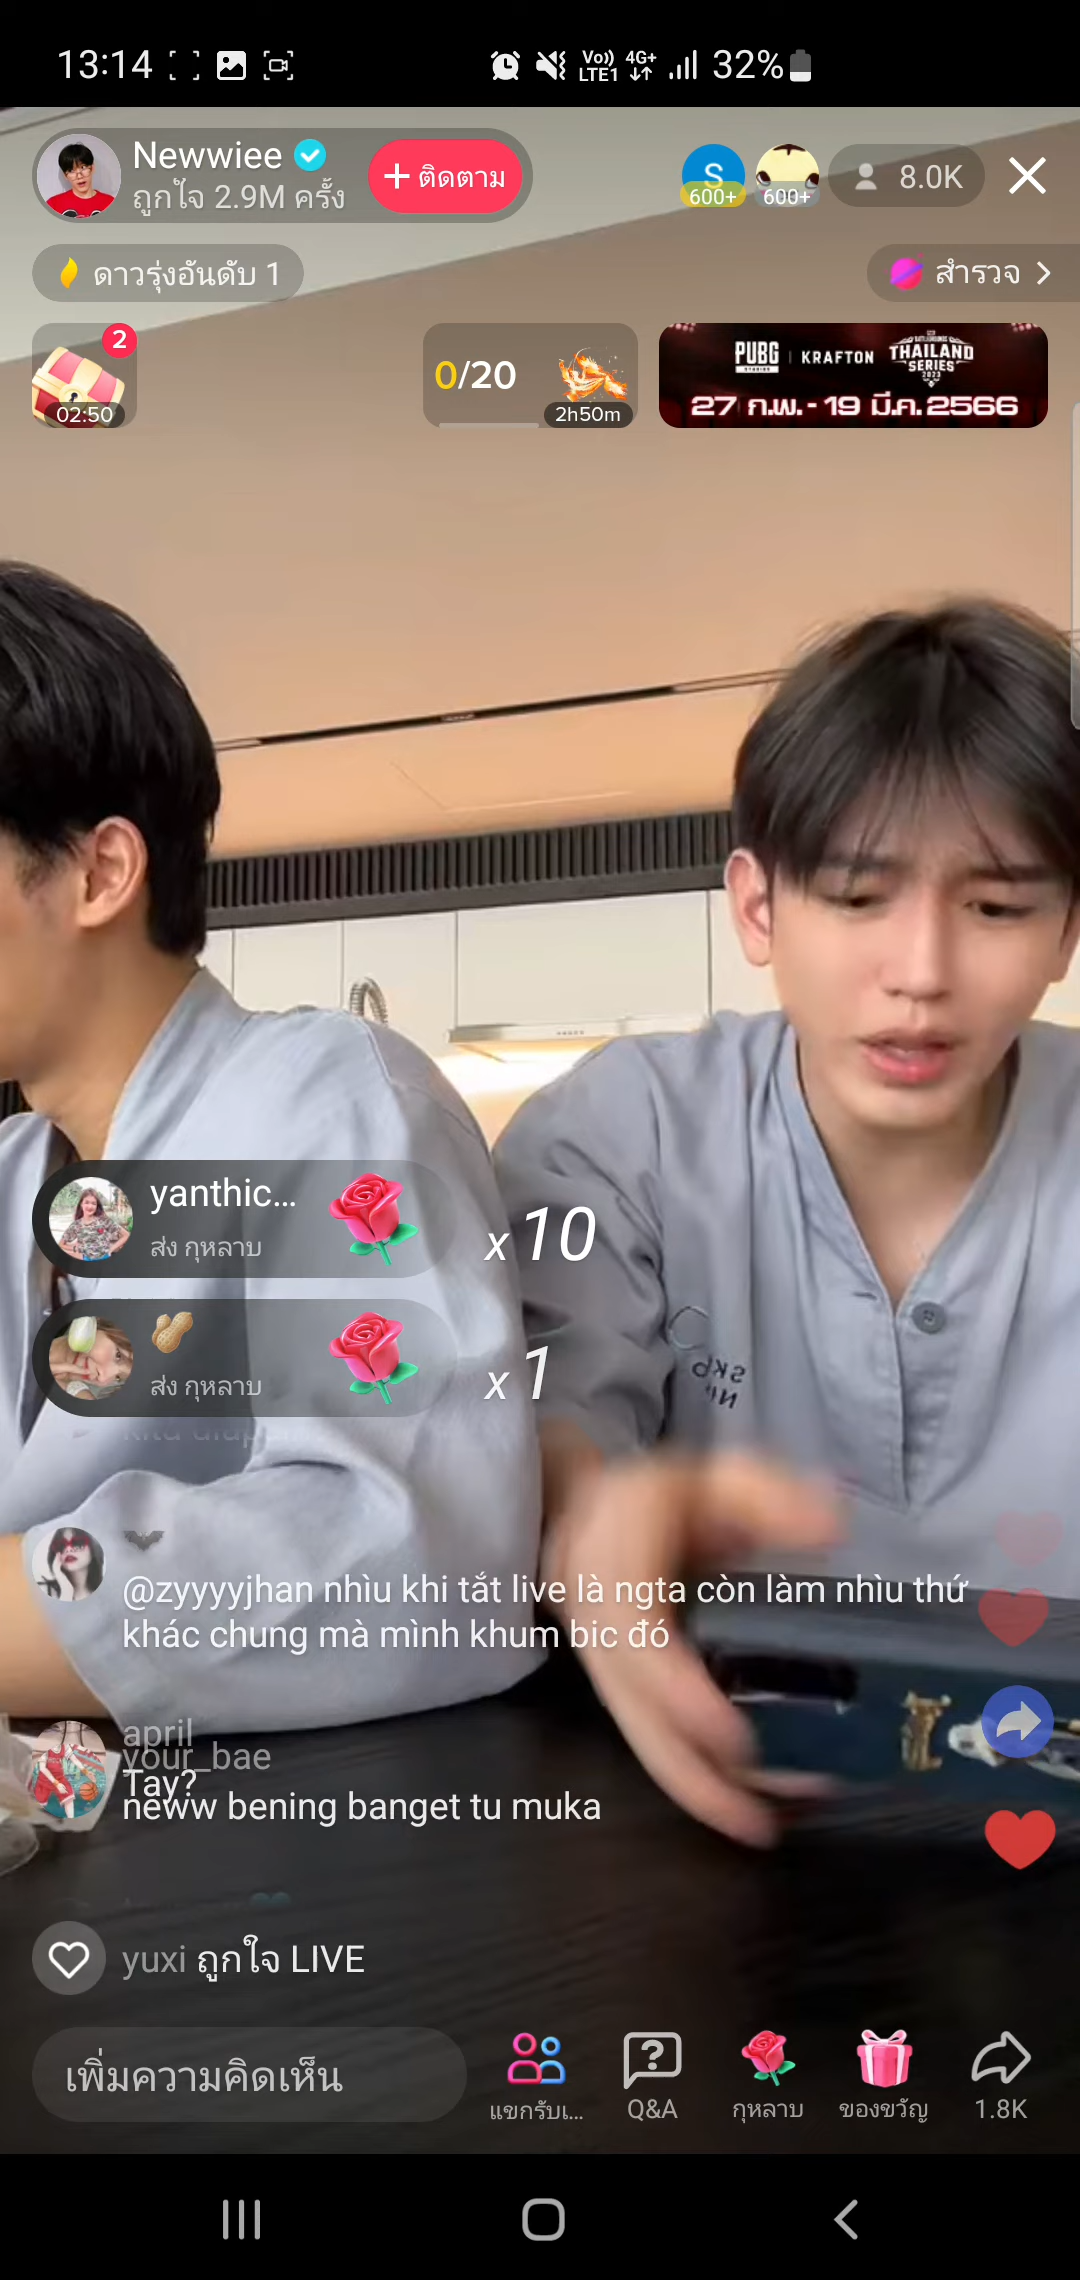 13:14
Vo))
LTE1
4G+
32%
Newwiee
ถูกใจ 2.9M ครั้ง
+ ติดตาม
S
600+
600+
8.0K
ดาวรุ่งอันดับ 1
สำรวจ
2
02:50
0/20
2h50m
PUBG
STUDIOS
KRAFTON
THAILAND
SERIES
2023
27 ก.พ. - 19 มี.ค. 2566
yanthic...
ส่ง กุหลาบ
x 10
ส่ง กุหลาบ
x 1
@zyyyyjhan nhìu khi tắt live là ngta còn làm nhìu thứ
khác chung mà mình khum bic đó
april
your_bae
Tay?
neww bening banget tu muka
yuxi ถูกใจ LIVE
เพิ่มความคิดเห็น
แขกรับเ...
Q&A
กุหลาบ
ของขวัญ
1.8K